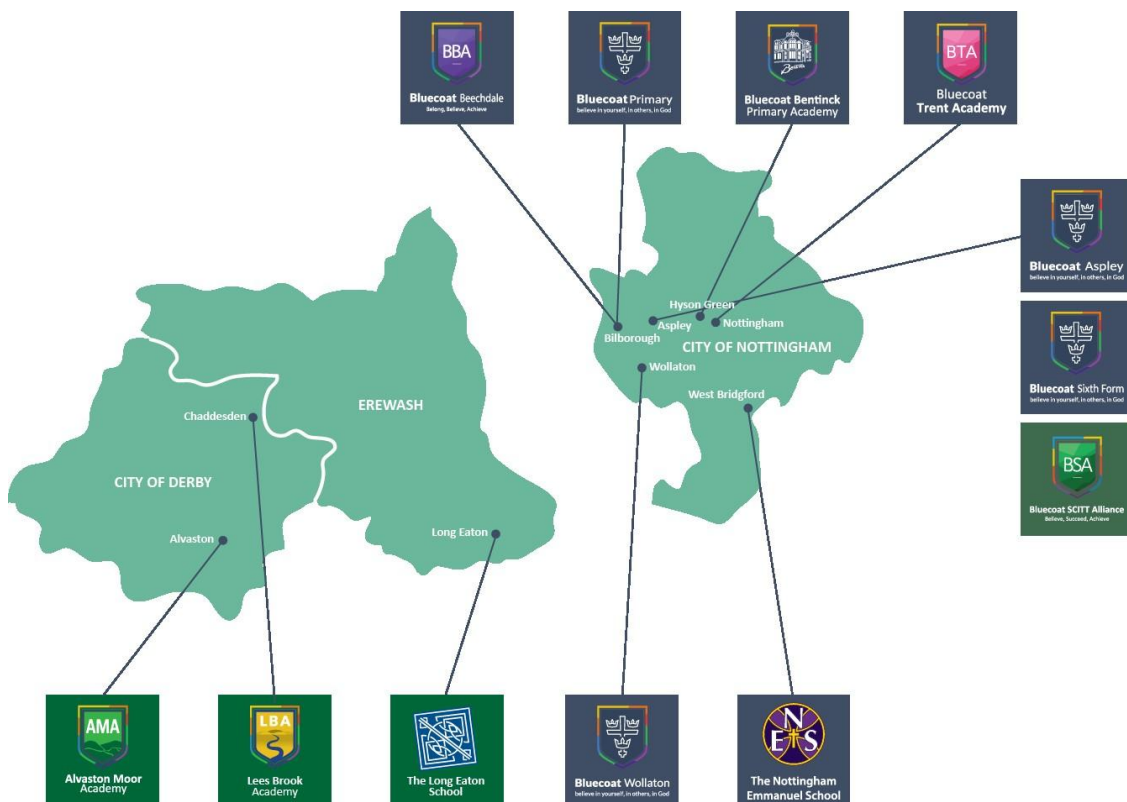 BBA
Bluecoat Beechdale
Belong, Believe, Achieve
Bluecoat Primary
believe in yourself, in others, in God
Bluecoat Bentinck
Primary Academy
BTA
Bluecoat
Trent Academy
Bluecoat Aspley
believe in yourself, in others, in God
Bluecoat Sixth Form
believe in yourself, in others, in God
BSA
Bluecoat SCITT Alliance
Believe, Succeed, Achieve
Hyson Green
Aspley
Nottingham
Bilborough
CITY OF NOTTINGHAM
Wollaton
West Bridgford
EREWASH
Chaddesden
CITY OF DERBY
Long Eaton
Alvaston
AMA
Alvaston Moor
Academy
LBA
Lees Brook
Academy
The Long Eaton
School
Bluecoat Wollaton
believe in yourself, in others, in God
N
E S
The Nottingham
Emmanuel School